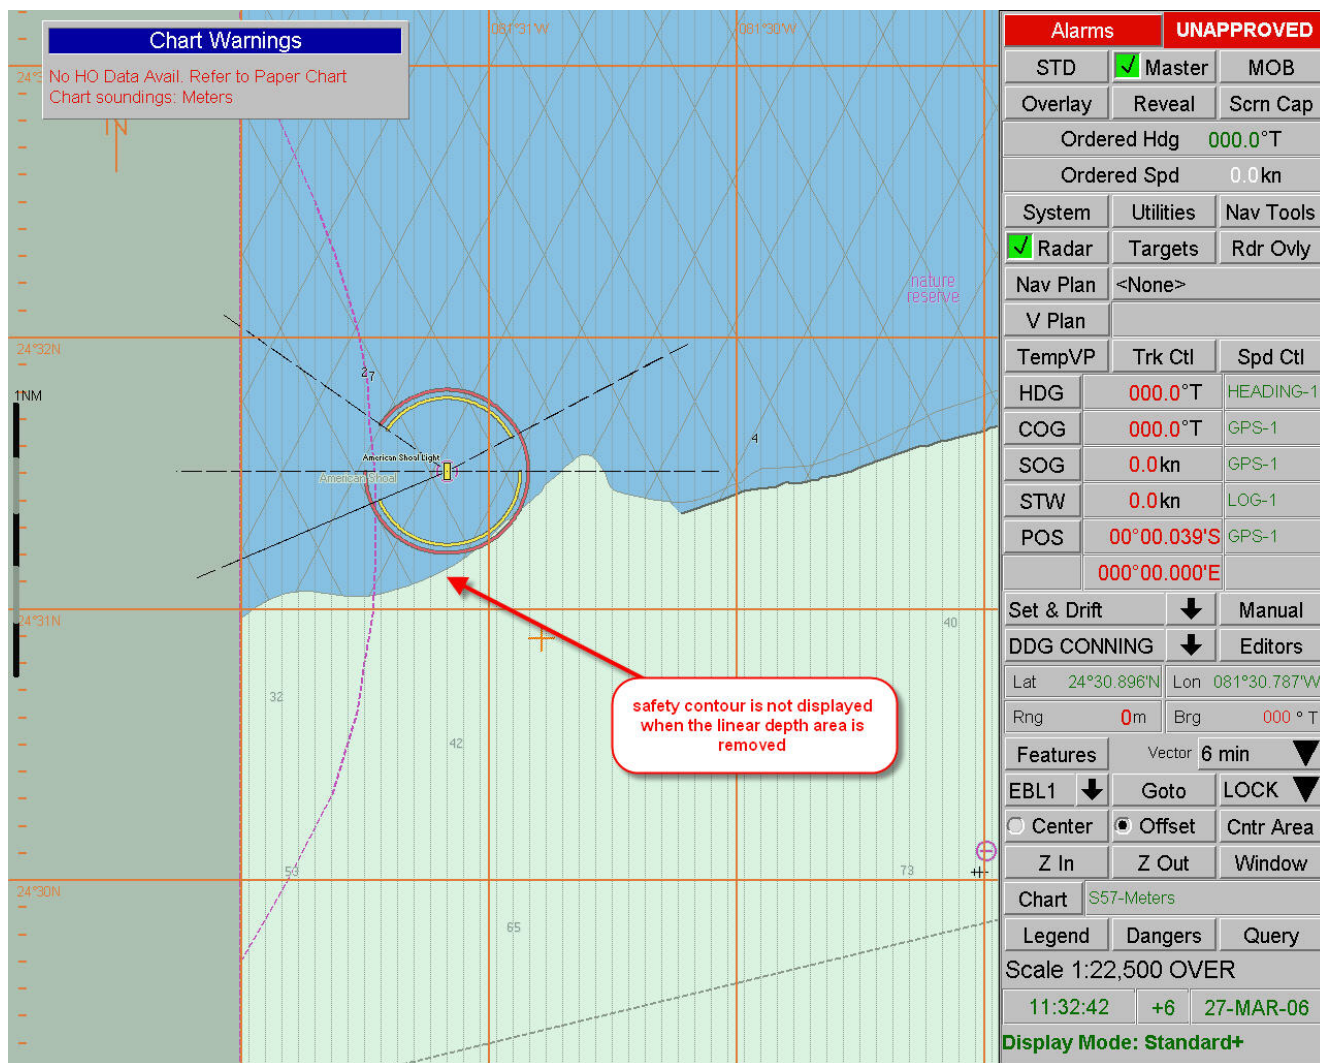 Chart Warnings
No HO Data Avail. Refer to Paper Chart
Chart soundings: Meters
081°31'W
081°30'W
N
nature
reserve
24°32N
27
1NM
4
American Shoal Light
American Shoal
24°31N
40
32
safety contour is not displayed
when the linear depth area is
removed
42
53
73
24°30N
65
Alarms UNAPPROVED
STD Master MOB
Overlay Reveal Scrn Cap
Ordered Hdg 000.0°T
Ordered Spd 0.0kn
System Utilities Nav Tools
Radar Targets Rdr Ovly
Nav Plan <None>
V Plan
TempVP Trk Ctl Spd Ctl
HDG 000.0°T HEADING-1
COG 000.0°T GPS-1
SOG 0.0kn GPS-1
STW 0.0kn LOG-1
POS 00°00.039'S GPS-1
000°00.000'E
Set & Drift Manual
DDG CONNING Editors
Lat 24°30.896'N Lon 081°30.787'W
Rng 0m Brg 000 ° T
Features Vector 6 min
EBL1 Goto LOCK
Center Offset Cntr Area
Z In Z Out Window
Chart S57-Meters
Legend Dangers Query
Scale 1:22,500 OVER
11:32:42 +6 27-MAR-06
Display Mode: Standard+